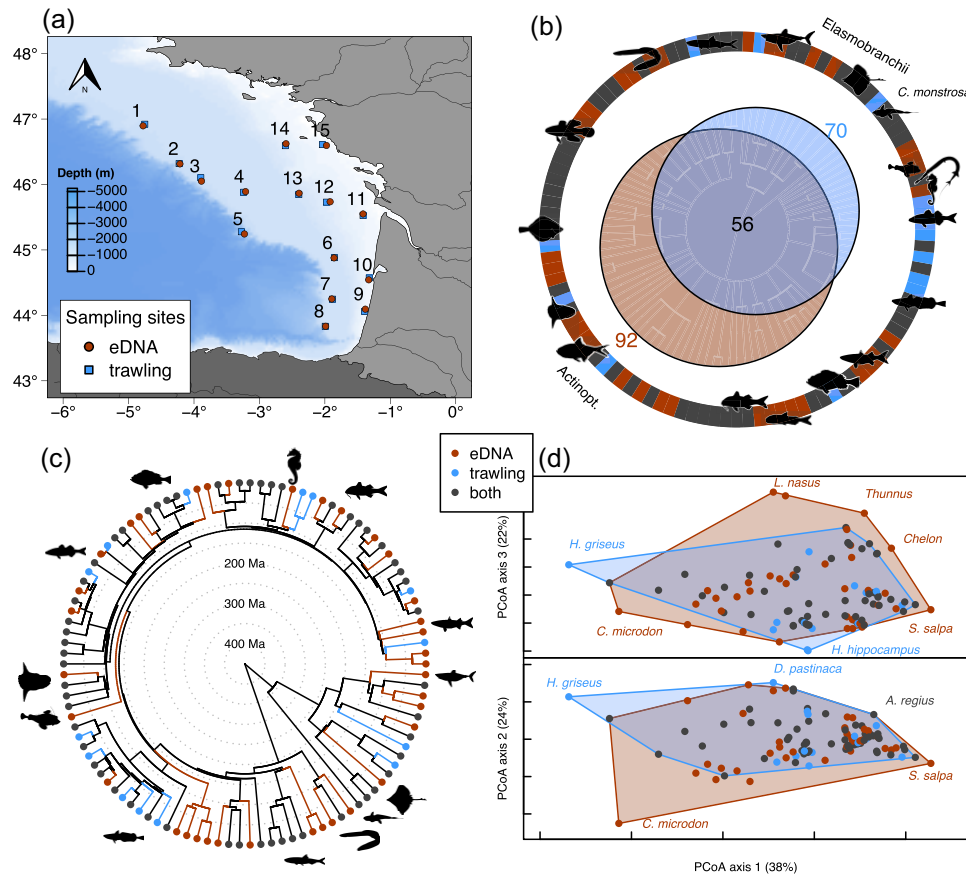 (a)
48°
47°
46°
45°
44°
43°
N
1
2
3
4
5
6
7
8
9
10
11
12
13
14
15
Depth (m)
−5000
−4000
−3000
−2000
−1000
0
Sampling sites
eDNA
trawling
−6°
−5°
−4°
−3°
−2°
−1°
0°
(b)
Elasmobranchii
C. monstrosa
70
56
92
Actinopt.
(c)
200 Ma
300 Ma
400 Ma
eDNA
trawling
both
(d)
L. nasus
Thunnus
Chelon
H. griseus
C. microdon
S. salpa
H. hippocampus
PCoA axis 3 (22%)
D. pastinaca
H. griseus
A. regius
S. salpa
C. microdon
PCoA axis 2 (24%)
PCoA axis 1 (38%)